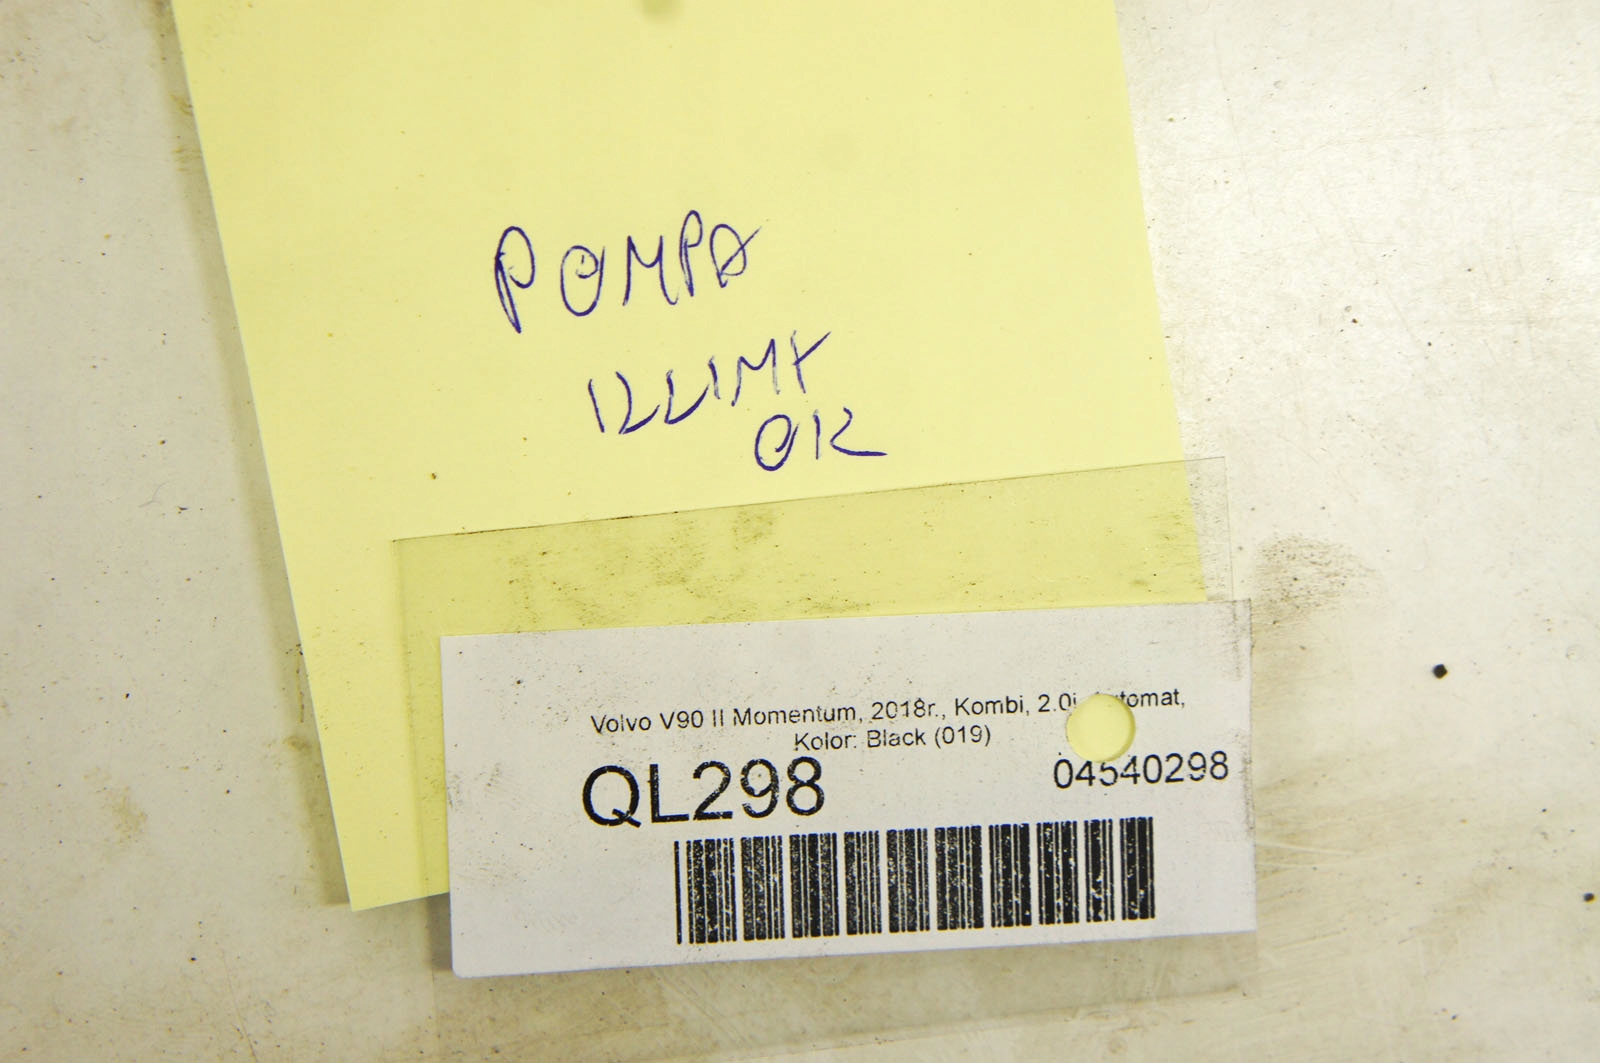 POMPA
KLIMY
OK
Volvo V90 II Momentum, 2018r., Kombi, 2.0i, Automat,
Kolor: Black (019)
QL298
04540298